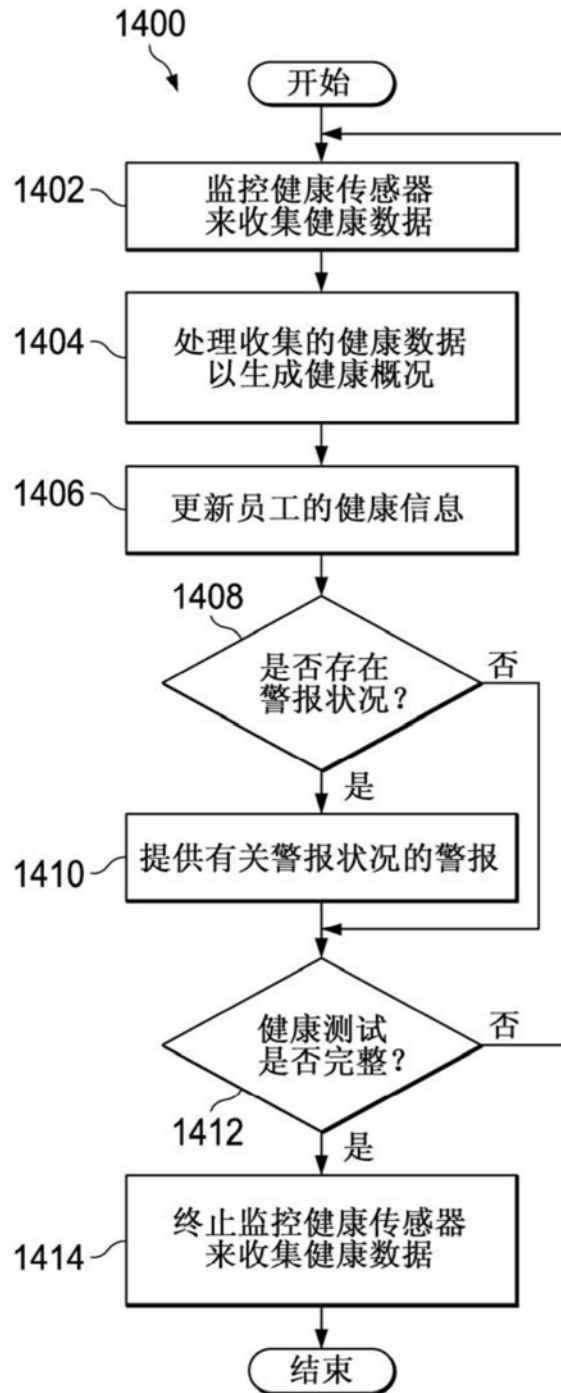 1400
开始
1402
监控健康传感器
来收集健康数据
1404
处理收集的健康数据
以生成健康概况
1406
更新员工的健康信息
1408
是否存在
警报状况?
否
是
1410
提供有关警报状况的警报
健康测试
是否完整?
否
1412
是
1414
终止监控健康传感器
来收集健康数据
结束